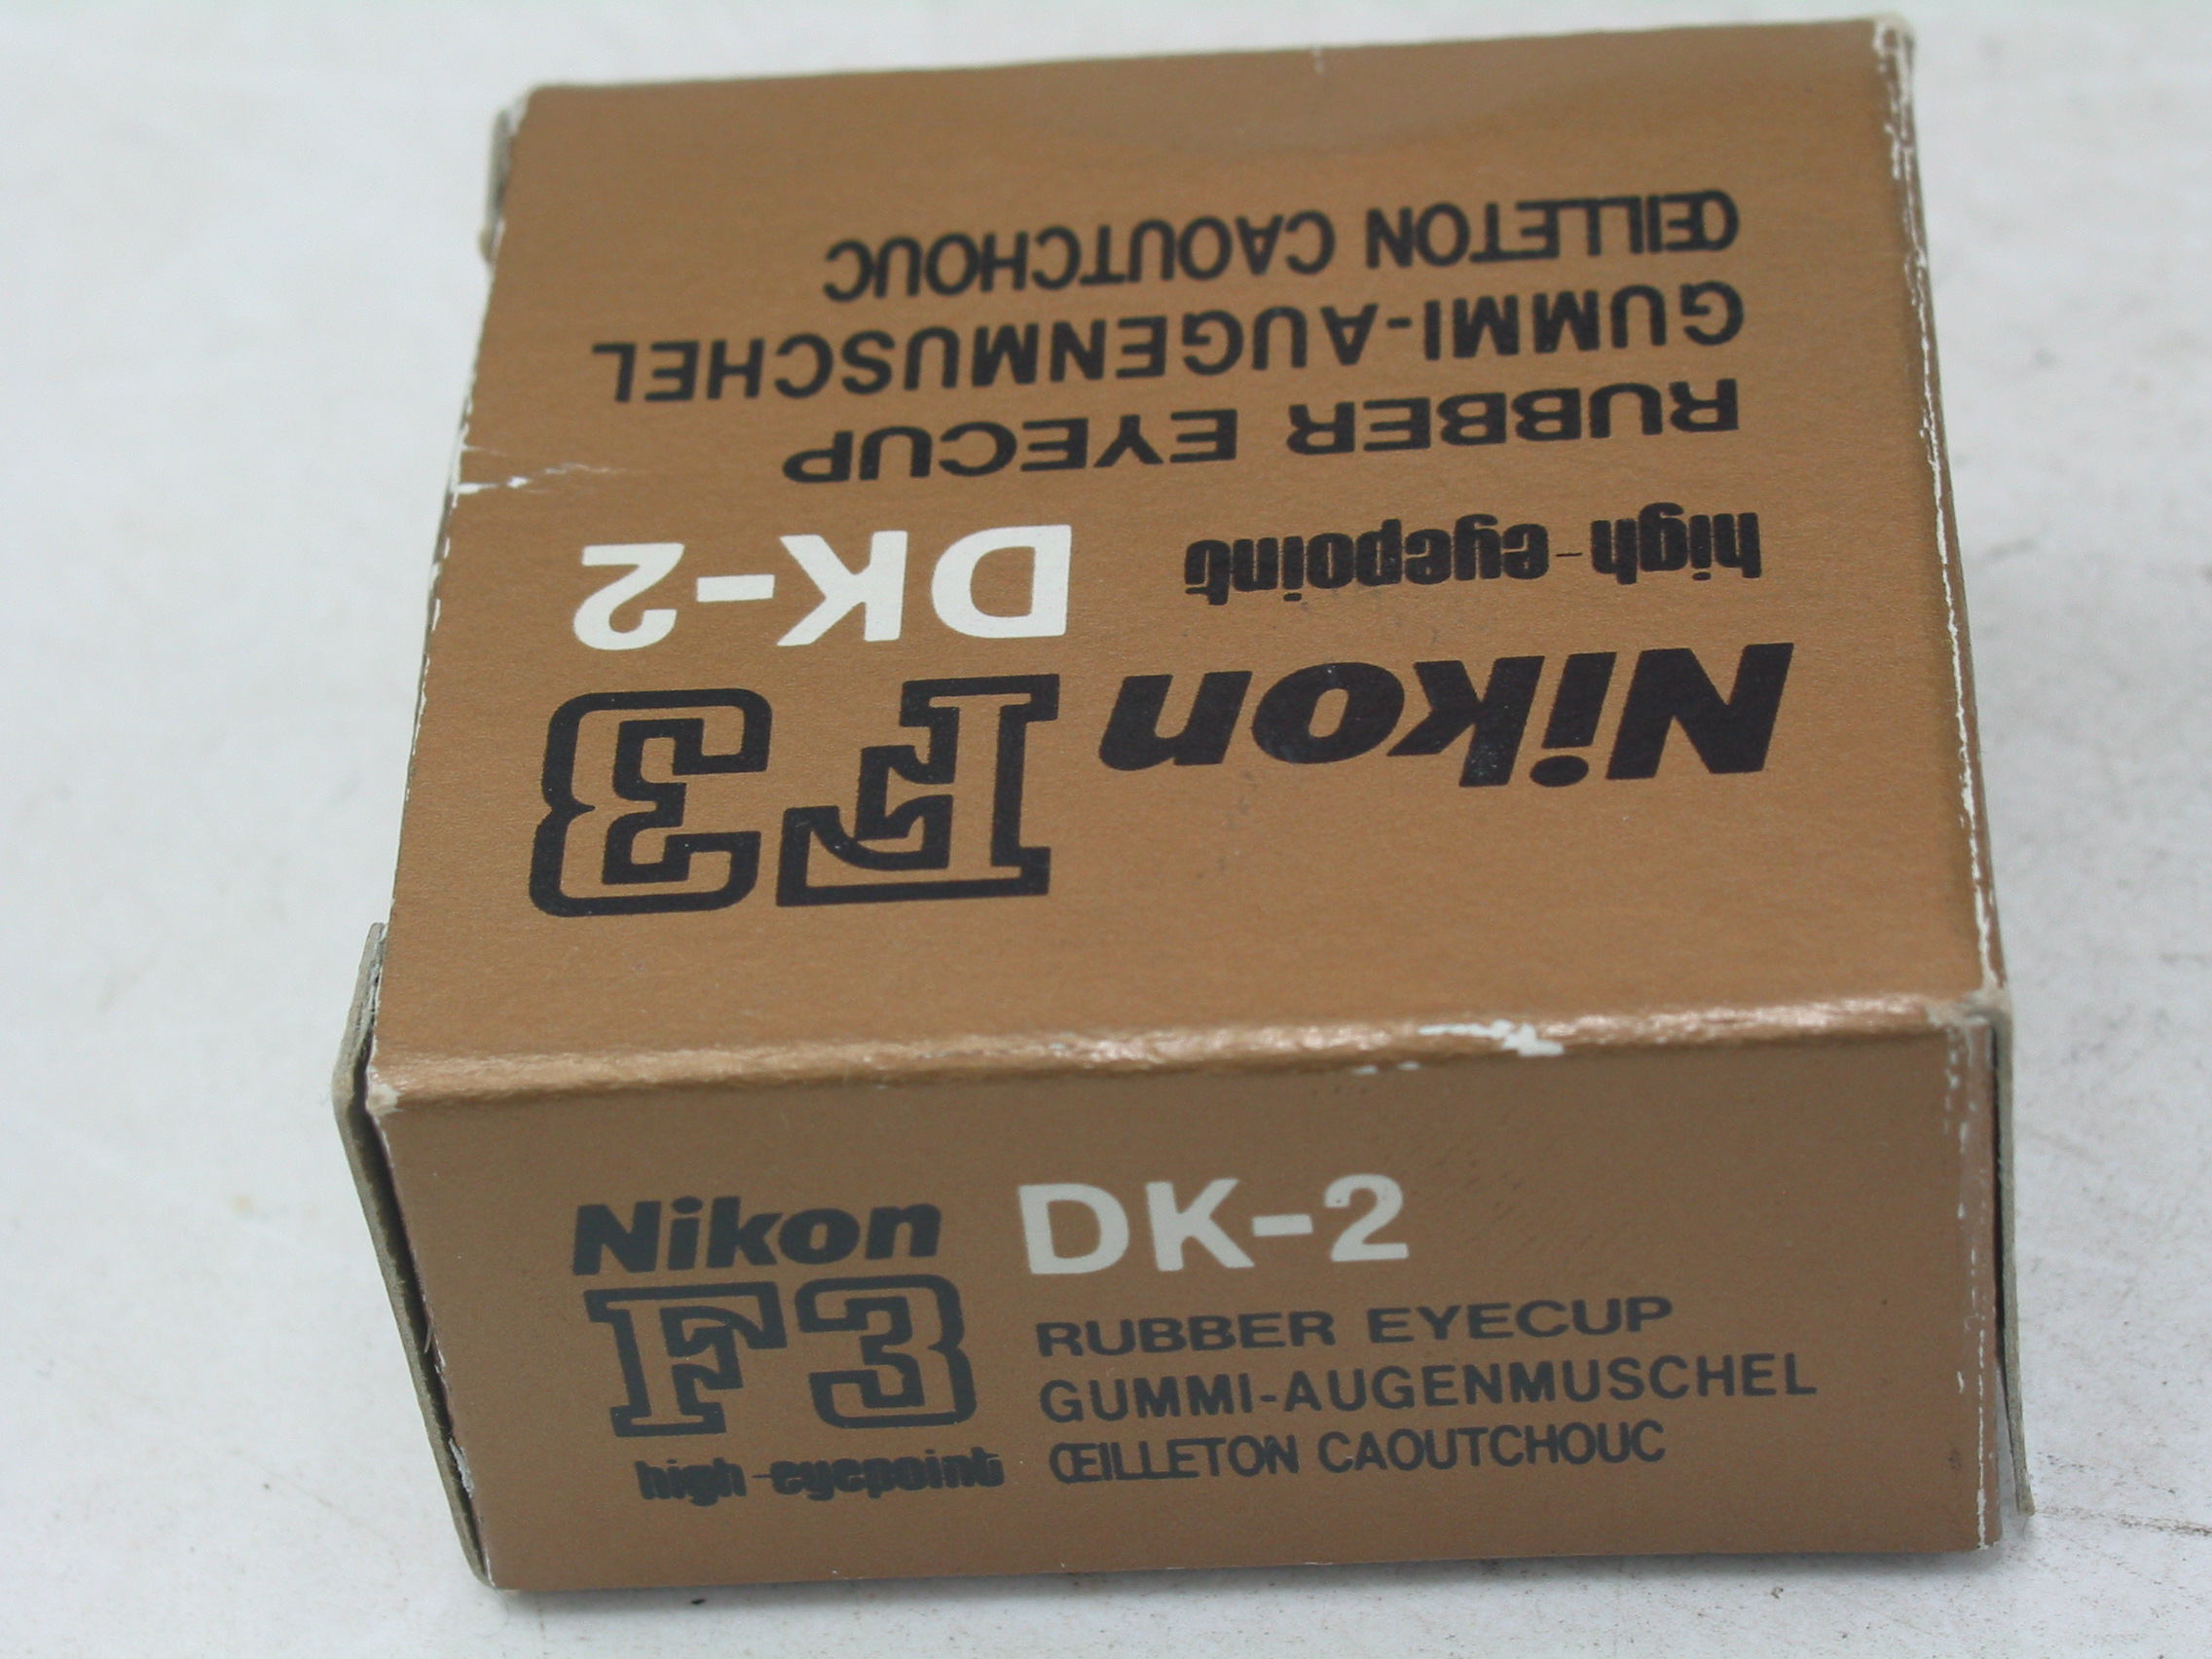 Nikon F3
high-eyepoint DK-2
RUBBER EYECUP
GUMMI-AUGENMUSCHEL
ŒILLETON CAOUTCHOUC
Nikon DK-2
F3 RUBBER EYECUP
GUMMI-AUGENMUSCHEL
high-eyepoint ŒILLETON CAOUTCHOUC